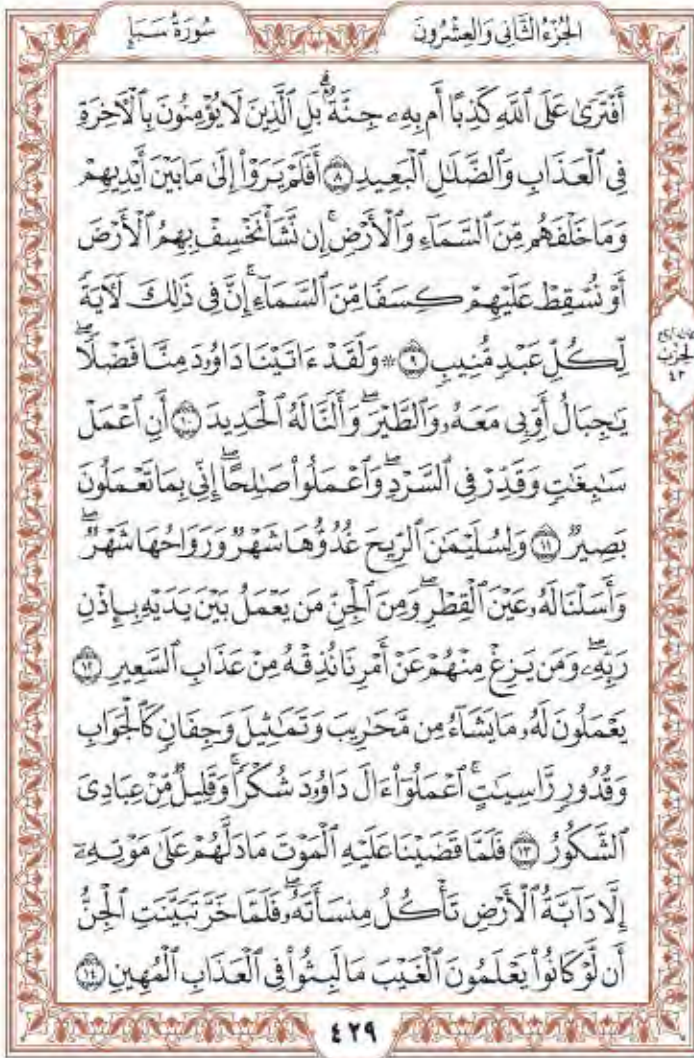 الجُزْءُ الثَّانِي وَالعِشْرُونَ
سُورَةُ سَبَإٍ
أَفْتَرَىٰ عَلَى ٱللَّهِ كَذِبًا أَم بِهِۦ جِنَّةٌۢ ۗ بَلِ ٱلَّذِينَ لَا يُؤْمِنُونَ بِٱلْأَخِرَةِ
فِي ٱلْعَذَابِ وَٱلضَّلَٰلِ ٱلْبَعِيدِ ۝٨ أَفَلَمْ يَرَوْا۟ إِلَىٰ مَا بَيْنَ أَيْدِيهِمْ
وَمَا خَلْفَهُم مِّنَ ٱلسَّمَآءِ وَٱلْأَرْضِ ۚ إِن نَّشَأْ نَخْسِفْ بِهِمُ ٱلْأَرْضَ
أَوْ نُسْقِطْ عَلَيْهِمْ كِسَفًا مِّنَ ٱلسَّمَآءِ ۚ إِنَّ فِي ذَٰلِكَ لَأٓيَةً
لِّكُلِّ عَبْدٍ مُّنِيبٍ ۝٩ ۞ وَلَقَدْ ءَاتَيْنَا دَاوُۥدَ مِنَّا فَضْلًا ۖ
يَٰجِبَالُ أَوِّبِي مَعَهُۥ وَٱلطَّيْرَ ۖ وَأَلَنَّا لَهُ ٱلْحَدِيدَ ۝١٠ أَنِ ٱعْمَلْ
سَٰبِغَٰتٍ وَقَدِّرْ فِي ٱلسَّرْدِ ۖ وَٱعْمَلُوا۟ صَٰلِحًا ۖ إِنِّي بِمَا تَعْمَلُونَ
بَصِيرٌ ۝١١ وَلِسُلَيْمَٰنَ ٱلرِّيحَ غُدُوُّهَا شَهْرٌ وَرَوَاحُهَا شَهْرٌ ۖ
وَأَسَلْنَا لَهُۥ عَيْنَ ٱلْقِطْرِ ۖ وَمِنَ ٱلْجِنِّ مَن يَعْمَلُ بَيْنَ يَدَيْهِ بِإِذْنِ
رَبِّهِۦ ۖ وَمَن يَزِغْ مِنْهُمْ عَنْ أَمْرِنَا نُذِقْهُ مِنْ عَذَابِ ٱلسَّعِيرِ ۝١٢
يَعْمَلُونَ لَهُۥ مَا يَشَآءُ مِن مَّحَٰرِيبَ وَتَمَٰثِيلَ وَجِفَانٍ كَٱلْجَوَابِ
وَقُدُورٍ رَّاسِيَٰتٍ ۚ ٱعْمَلُوٓا۟ ءَالَ دَاوُۥدَ شُكْرًا ۚ وَقَلِيلٌ مِّنْ عِبَادِيَ
ٱلشَّكُورُ ۝١٣ فَلَمَّا قَضَيْنَا عَلَيْهِ ٱلْمَوْتَ مَا دَلَّهُمْ عَلَىٰ مَوْتِهِۦٓ
إِلَّا دَآبَّةُ ٱلْأَرْضِ تَأْكُلُ مِنسَأَتَهُۥ ۖ فَلَمَّا خَرَّ تَبَيَّنَتِ ٱلْجِنُّ
أَن لَّوْ كَانُوا۟ يَعْلَمُونَ ٱلْغَيْبَ مَا لَبِثُوا۟ فِي ٱلْعَذَابِ ٱلْمُهِينِ ۝١٤
الحِزْبُ
٤٣
٤٢٩